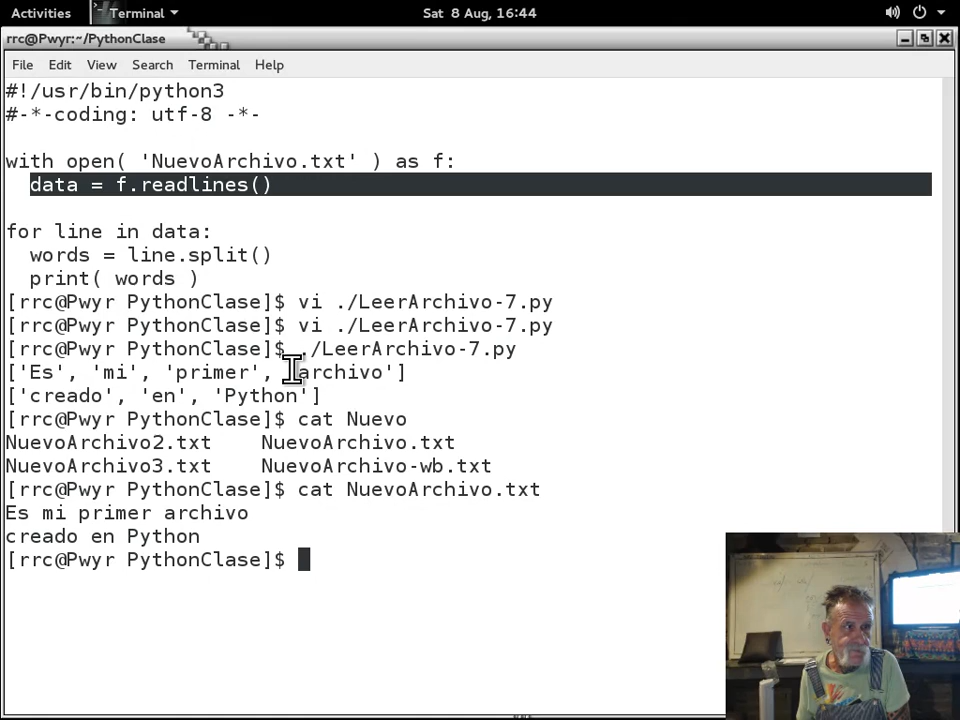 Activities Terminal Sat 8 Aug, 16:44
rrc@Pwyr:~/PythonClase
File Edit View Search Terminal Help
#!/usr/bin/python3
#-*-coding: utf-8 -*-
with open( 'NuevoArchivo.txt' ) as f:
data = f.readlines()
for line in data:
words = line.split()
print( words )
[rrc@Pwyr PythonClase]$ vi ./LeerArchivo-7.py
[rrc@Pwyr PythonClase]$ vi ./LeerArchivo-7.py
[rrc@Pwyr PythonClase]$ ./LeerArchivo-7.py
['Es', 'mi', 'primer', 'archivo']
['creado', 'en', 'Python']
[rrc@Pwyr PythonClase]$ cat Nuevo
NuevoArchivo2.txt NuevoArchivo.txt
NuevoArchivo3.txt NuevoArchivo-wb.txt
[rrc@Pwyr PythonClase]$ cat NuevoArchivo.txt
Es mi primer archivo
creado en Python
[rrc@Pwyr PythonClase]$